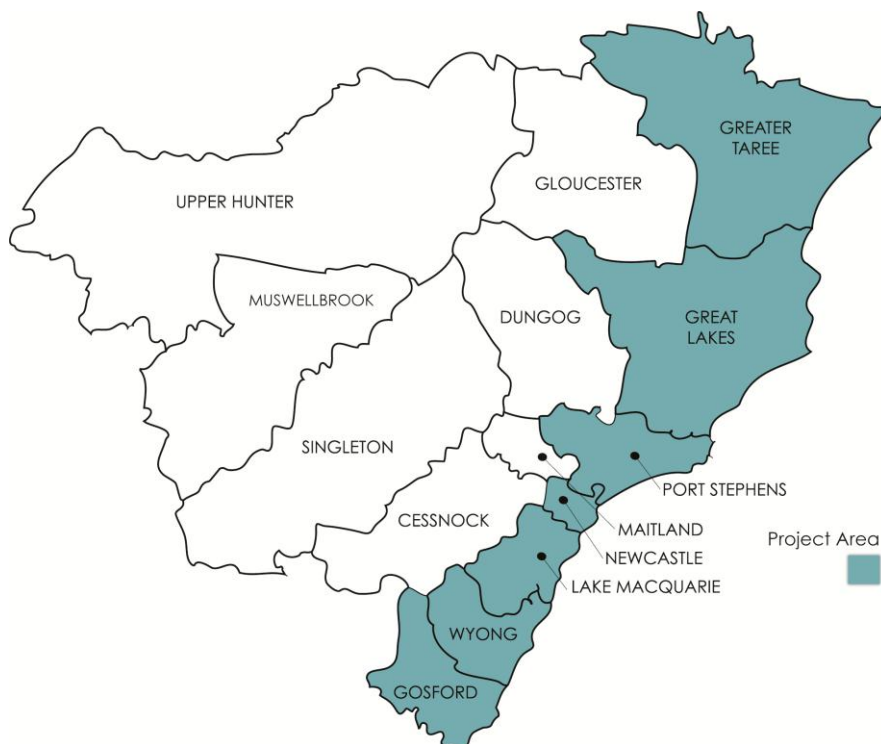 GREATER
TAREE
GLOUCESTER
UPPER HUNTER
MUSWELLBROOK
DUNGOG
GREAT
LAKES
SINGLETON
PORT STEPHENS
CESSNOCK
MAITLAND
Project Area
NEWCASTLE
LAKE MACQUARIE
WYONG
GOSFORD